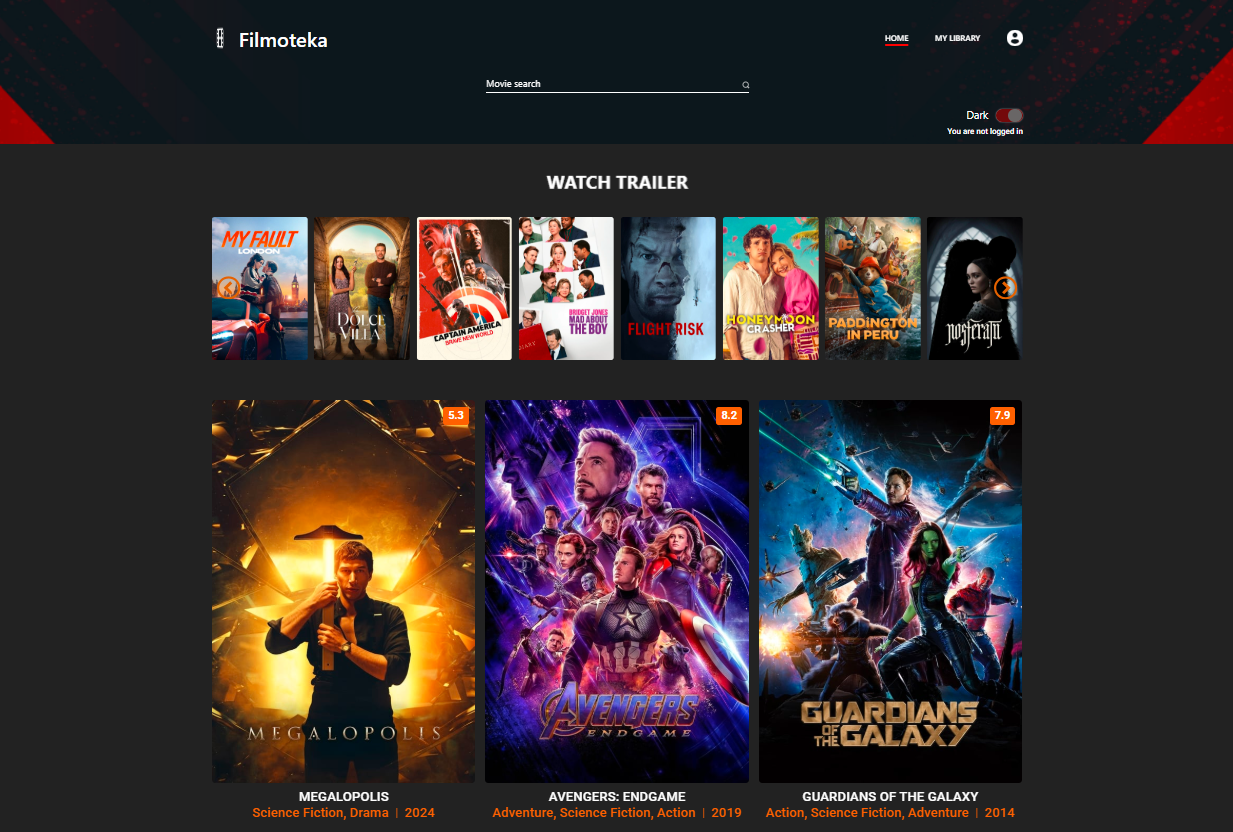 Filmoteka
HOME
MY LIBRARY
Movie search
Dark
You are not logged in
WATCH TRAILER
MY FAULT
LONDON
DOLCE
VILLA
CAPTAIN AMERICA
BRAVE NEW WORLD
BRIDGET JONES
MAD ABOUT
THE BOY
DIARY
FLIGHT RISK
HONEYMOON
CRASHER
PADDINGTON
IN PERU
nosferatu
5.3
8.2
7.9
MEGALOPOLIS
AVENGERS
ENDGAME
GUARDIANS
OF THE
GALAXY
MEGALOPOLIS
Science Fiction, Drama | 2024
AVENGERS: ENDGAME
Adventure, Science Fiction, Action | 2019
GUARDIANS OF THE GALAXY
Action, Science Fiction, Adventure | 2014